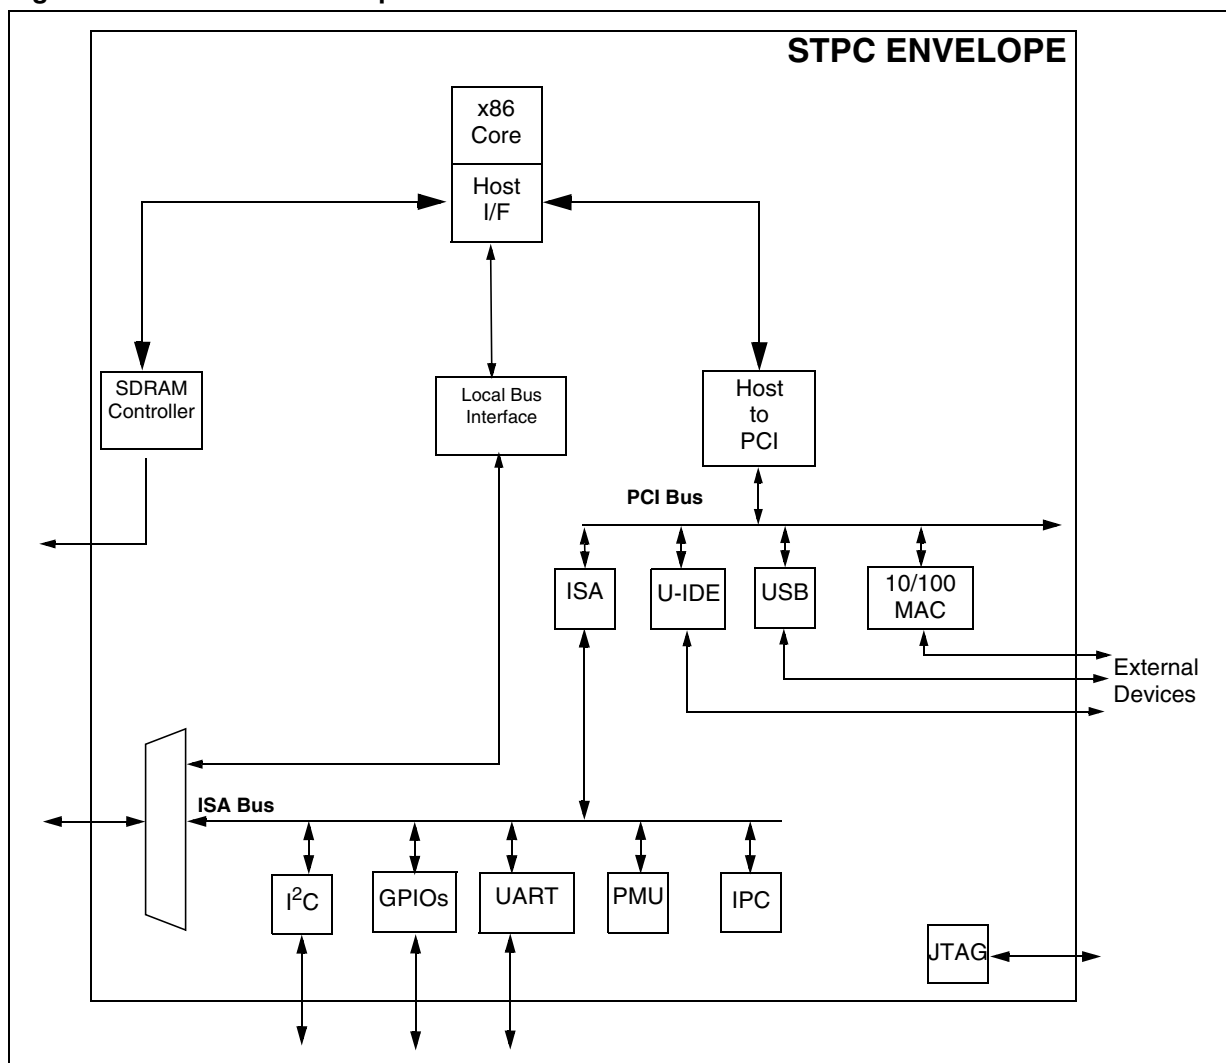 STPC ENVELOPE
x86
Core
Host
I/F
SDRAM
Controller
Local Bus
Interface
Host
to
PCI
PCI Bus
ISA
U-IDE
USB
10/100
MAC
External
Devices
ISA Bus
I²C
GPIOs
UART
PMU
IPC
JTAG